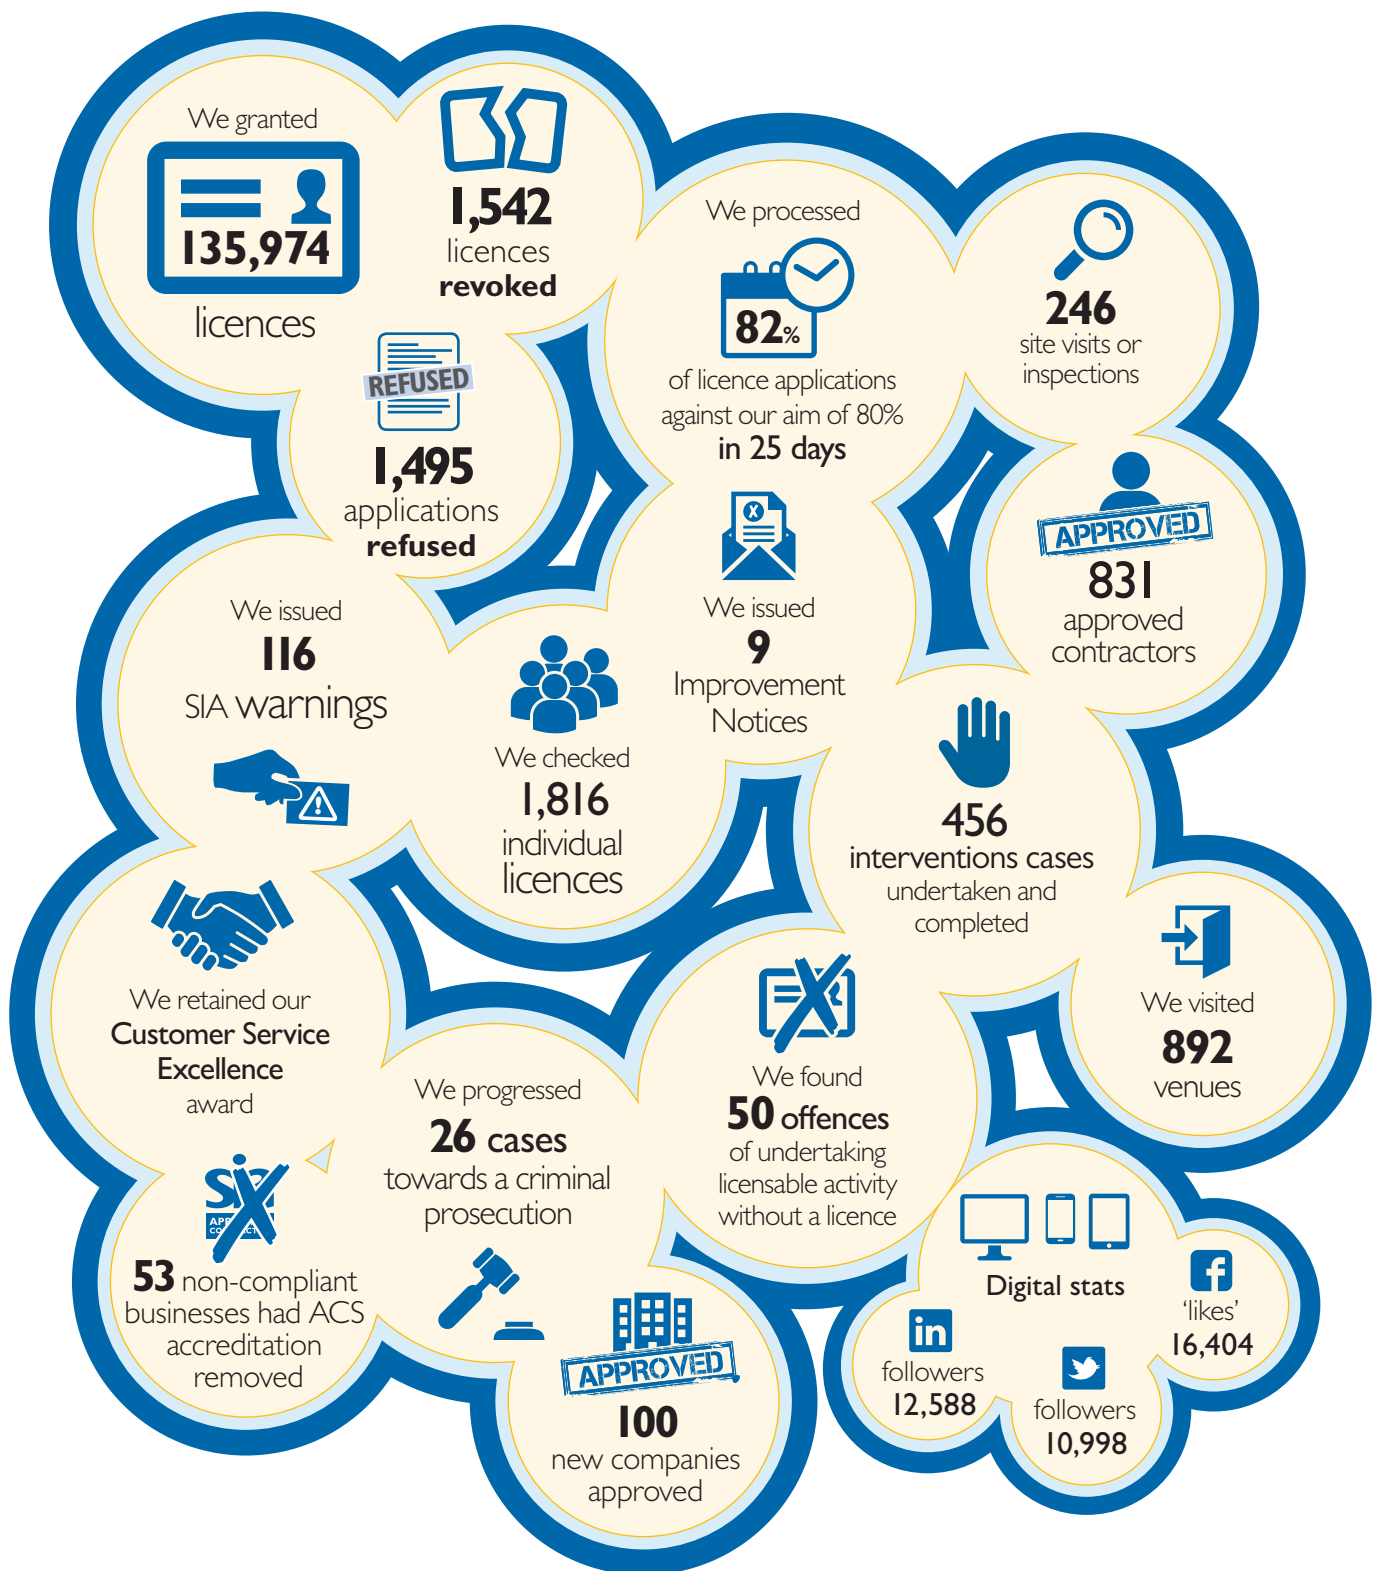 We granted
135,974
licences
1,542
licences
revoked
REFUSED
1,495
applications
refused
We processed
82%
of licence applications
against our aim of 80%
in 25 days
246
site visits or
inspections
APPROVED
831
approved
contractors
We issued
116
SIA warnings
We checked
1,816
individual
licences
X
We issued
9
Improvement
Notices
456
interventions cases
undertaken and
completed
We visited
892
venues
We retained our
Customer Service
Excellence
award
We progressed
26 cases
towards a criminal
prosecution
We found
50 offences
of undertaking
licensable activity
without a licence
53 non-compliant
businesses had ACS
accreditation
removed
APPROVED
100
new companies
approved
Digital stats
in
followers
12,588
followers
10,998
f
'likes'
16,404